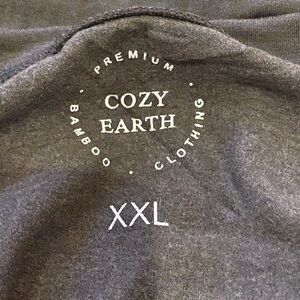 PREMIUM
COZY
EARTH
BAMBOO · CLOTHING ·
XXL